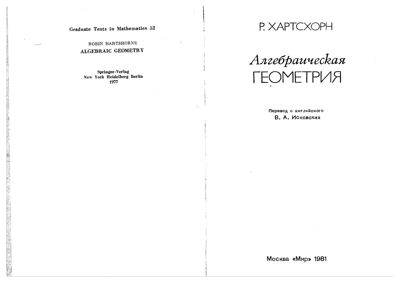 Graduate Texts in Mathematics 52
ROBIN HARTSHORNE
ALGEBRAIC GEOMETRY
Springer-Verlag
New York Heidelberg Berlin
1977
Р. ХАРТСХОРН
Алгебраическая
ГЕОМЕТРИЯ
Перевод с английского
В. А. Исковских
Москва «Мир» 1981